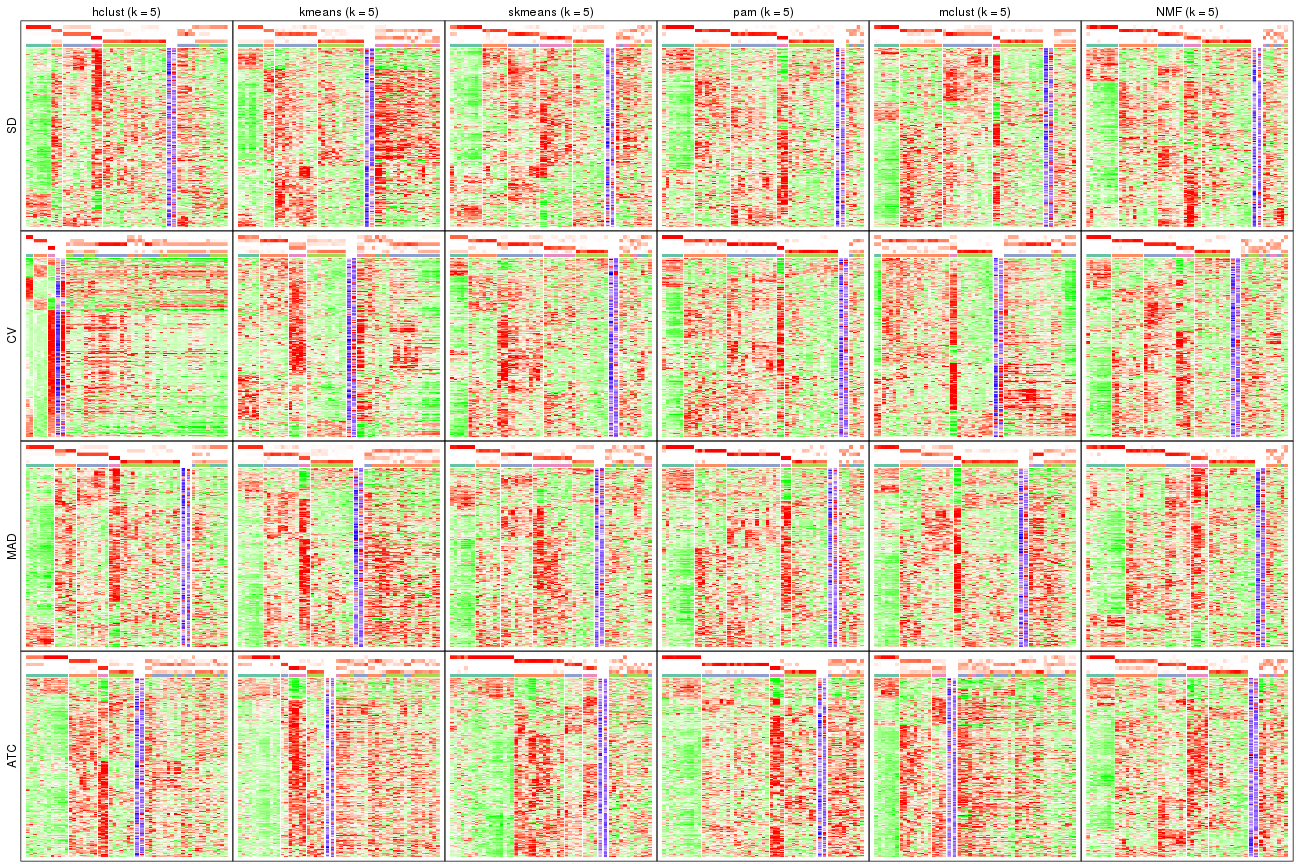 hclust (k = 5) kmeans (k = 5) skmeans (k = 5) pam (k = 5) mclust (k = 5) NMF (k = 5)
SD
CV
MAD
ATC